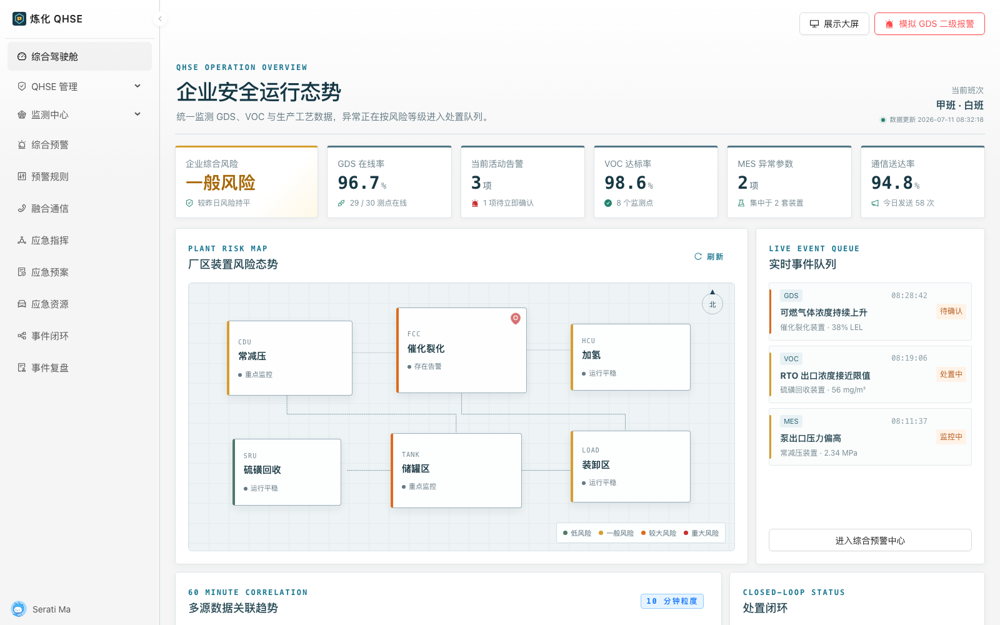 炼化 QHSE
综合驾驶舱
QHSE 管理
监测中心
综合预警
预警规则
融合通信
应急指挥
应急预案
应急资源
事件闭环
事件复盘
Serati Ma
展示大屏
模拟 GDS 二级报警
QHSE OPERATION OVERVIEW
企业安全运行态势
统一监测 GDS、VOC 与生产工艺数据，异常正在按风险等级进入处置队列。
当前班次
甲班 · 白班
数据更新 2026-07-11 08:32:18
企业综合风险
一般风险
较昨日风险持平
GDS 在线率
96.7%
29 / 30 测点在线
当前活动告警
3项
1 项待立即确认
VOC 达标率
98.6%
8 个监测点
MES 异常参数
2项
集中于 2 套装置
通信送达率
94.8%
今日发送 58 次
PLANT RISK MAP
厂区装置风险态势
刷新
北
CDU
常减压
重点监控
FCC
催化裂化
存在告警
HCU
加氢
运行平稳
SRU
硫磺回收
运行平稳
TANK
储罐区
重点监控
LOAD
装卸区
运行平稳
低风险 一般风险 较大风险 重大风险
LIVE EVENT QUEUE
实时事件队列
GDS 08:28:42
可燃气体浓度持续上升
催化裂化装置 · 38% LEL
待确认
VOC 08:19:06
RTO 出口浓度接近限值
硫磺回收装置 · 56 mg/m³
处置中
MES 08:11:37
泵出口压力偏高
常减压装置 · 2.34 MPa
监控中
进入综合预警中心
60 MINUTE CORRELATION
多源数据关联趋势
10 分钟粒度
CLOSED-LOOP STATUS
处置闭环